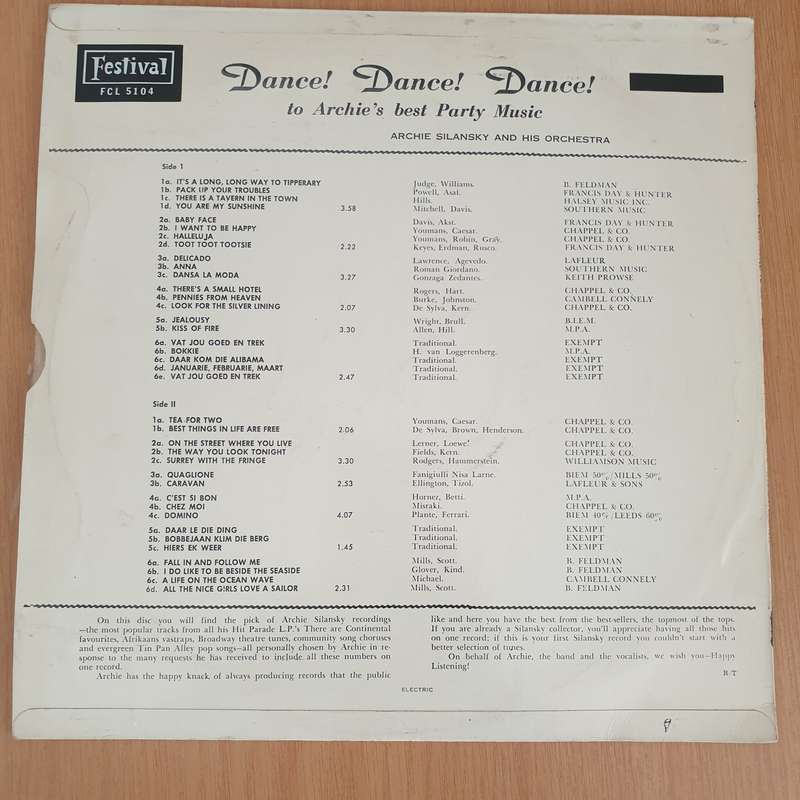 Festival
FCL 5104
Dance! Dance! Dance!
to Archie's best Party Music
ARCHIE SILANSKY AND HIS ORCHESTRA
Side 1
1a. IT'S A LONG, LONG WAY TO TIPPERARY Judge, Williams. B. FELDMAN
1b. PACK UP YOUR TROUBLES Powell, Asaf. FRANCIS DAY & HUNTER
1c. THERE IS A TAVERN IN THE TOWN Hills. HALSEY MUSIC INC.
1d. YOU ARE MY SUNSHINE 3.58 Mitchell, Davis. SOUTHERN MUSIC
2a. BABY FACE Davis, Akst. FRANCIS DAY & HUNTER
2b. I WANT TO BE HAPPY Youmans, Caesar. CHAPPEL & CO.
2c. HALLELUJA Youmans, Robin, Gray. CHAPPEL & CO.
2d. TOOT TOOT TOOTSIE 2.22 Keyes, Erdman, Rusco. FRANCIS DAY & HUNTER
3a. DELICADO Lawrence, Agevedo. LAFLEUR
3b. ANNA Roman Giordano. SOUTHERN MUSIC
3c. DANSA LA MODA 3.27 Gonzaga Zedantes. KEITH PROWSE
4a. THERE'S A SMALL HOTEL Rogers, Hart. CHAPPEL & CO.
4b. PENNIES FROM HEAVEN Burke, Johnston. CAMBELL CONNELY
4c. LOOK FOR THE SILVER LINING 2.07 De Sylva, Kern. CHAPPEL & CO.
5a. JEALOUSY Wright, Brull. B.I.E.M.
5b. KISS OF FIRE 3.30 Allen, Hill. M.P.A.
6a. VAT JOU GOED EN TREK Traditional. EXEMPT
6b. BOKKIE H. van Loggerenberg. M.P.A.
6c. DAAR KOM DIE ALIBAMA Traditional. EXEMPT
6d. JANUARIE, FEBRUARIE, MAART Traditional. EXEMPT
6e. VAT JOU GOED EN TREK 2.47 Traditional. EXEMPT
Side II
1a. TEA FOR TWO Youmans, Caesar. CHAPPEL & CO.
1b. BEST THINGS IN LIFE ARE FREE 2.06 De Sylva, Brown, Henderson. CHAPPEL & CO.
2a. ON THE STREET WHERE YOU LIVE Lerner, Loewe. CHAPPEL & CO.
2b. THE WAY YOU LOOK TONIGHT Fields, Kern. CHAPPEL & CO.
2c. SURREY WITH THE FRINGE 3.30 Rodgers, Hammerstein. WILLIAMSON MUSIC
3a. QUAGLIONE Fanigiulli Nisa Larne. BIEM 50%/MILLS 50%
3b. CARAVAN 2.53 Ellington, Tizol. LAFLEUR & SONS
4a. C'EST SI BON Horner, Betti. M.P.A.
4b. CHEZ MOI Misraki. CHAPPEL & CO.
4c. DOMINO 4.07 Plante, Ferrari. BIEM 40%/LEEDS 60%
5a. DAAR LE DIE DING Traditional. EXEMPT
5b. BOBBEJAAN KLIM DIE BERG Traditional. EXEMPT
5c. HIERS EK WEER 1.45 Traditional. EXEMPT
6a. FALL IN AND FOLLOW ME Mills, Scott. B. FELDMAN
6b. I DO LIKE TO BE BESIDE THE SEASIDE Glover, Kind. B. FELDMAN
6c. A LIFE ON THE OCEAN WAVE Michael. CAMBELL CONNELY
6d. ALL THE NICE GIRLS LOVE A SAILOR 2.31 Mills, Scott. B. FELDMAN
On this disc you will find the pick of Archie Silansky recordings
—the most popular tracks from all his Hit Parade L.P.'s There are Continental
favourites, Afrikaans vastraps, Broadway theatre tunes, community song choruses
and evergreen Tin Pan Alley pop songs—all personally chosen by Archie in re-
sponse to the many requests he has received to include all these numbers on
one record.
Archie has the happy knack of always producing records that the public
like and here you have the best from the best-sellers, the topmost of the tops.
If you are already a Silansky collector, you'll appreciate having all those hits
on one record; if this is your first Silansky record you couldn't start with a
better selection of tunes.
On behalf of Archie, the band and the vocalists, we wish you—Happy
Listening!
R/T
ELECTRIC